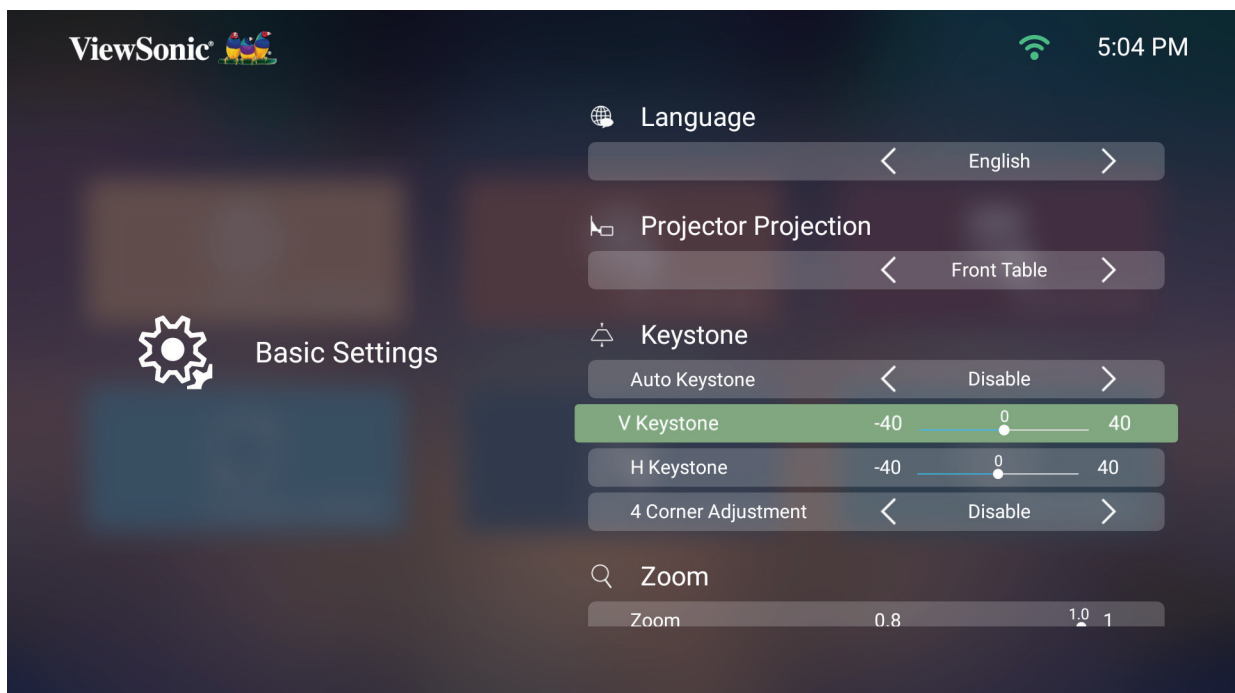 ViewSonic®
5:04 PM
Language
English
Projector Projection
Front Table
Keystone
Basic Settings
Auto Keystone Disable
V Keystone -40 0 40
H Keystone -40 0 40
4 Corner Adjustment Disable
Zoom
Zoom 0.8 1.0 1